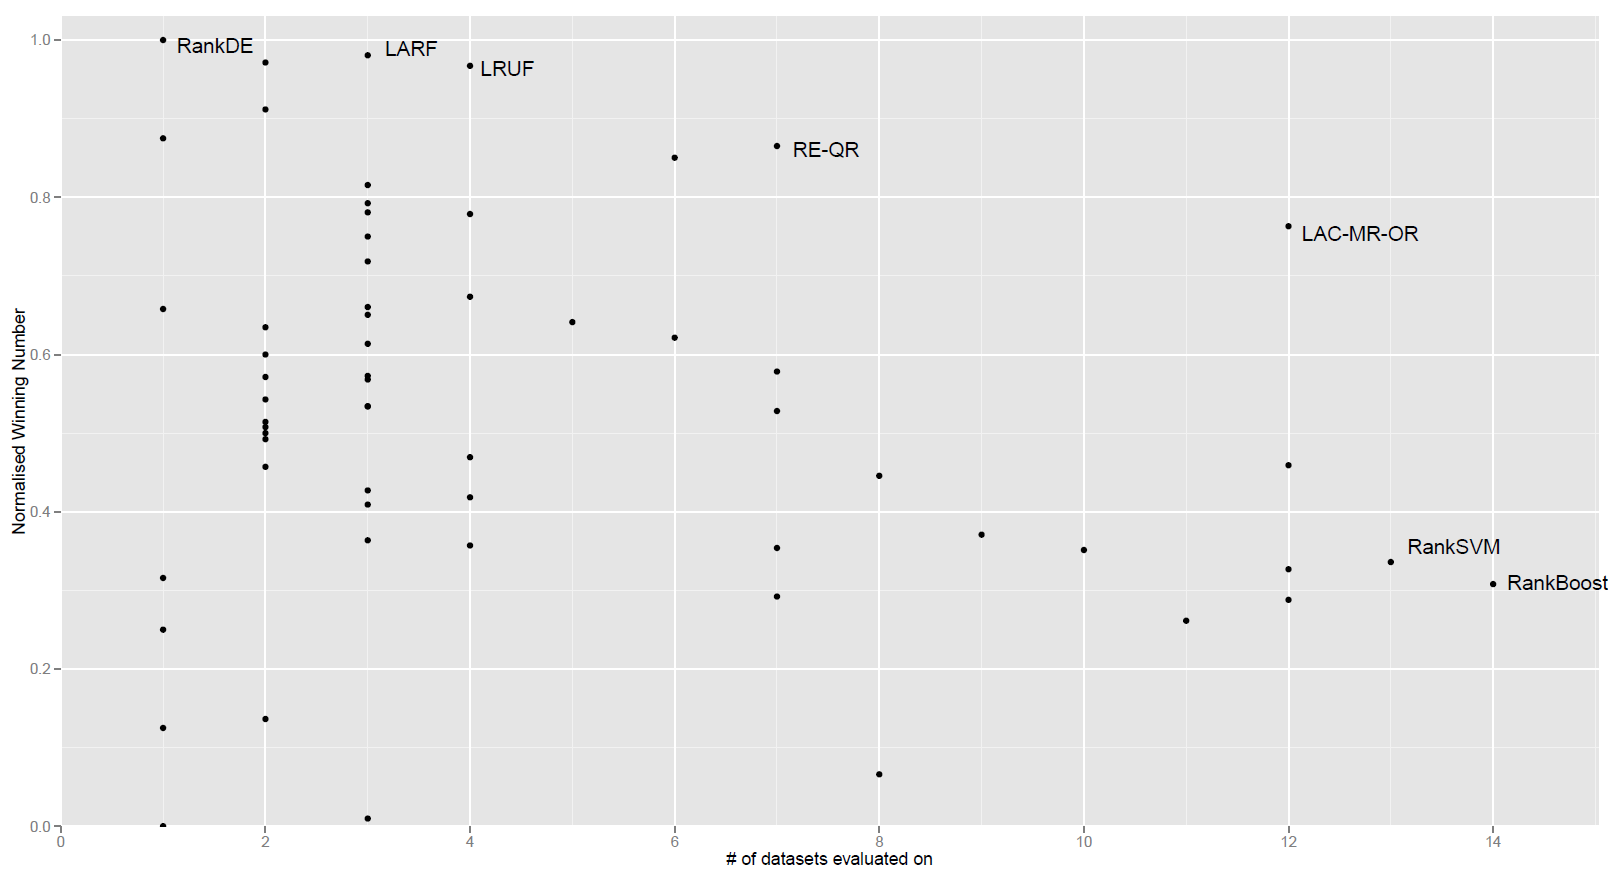 1.0
RankDE
LARF
LRUF
RE-QR
0.8
LAC-MR-OR
Normalised Winning Number
0.6
0.4
RankSVM
RankBoost
0.2
0.0
0 2 4 6 8 10 12 14
# of datasets evaluated on